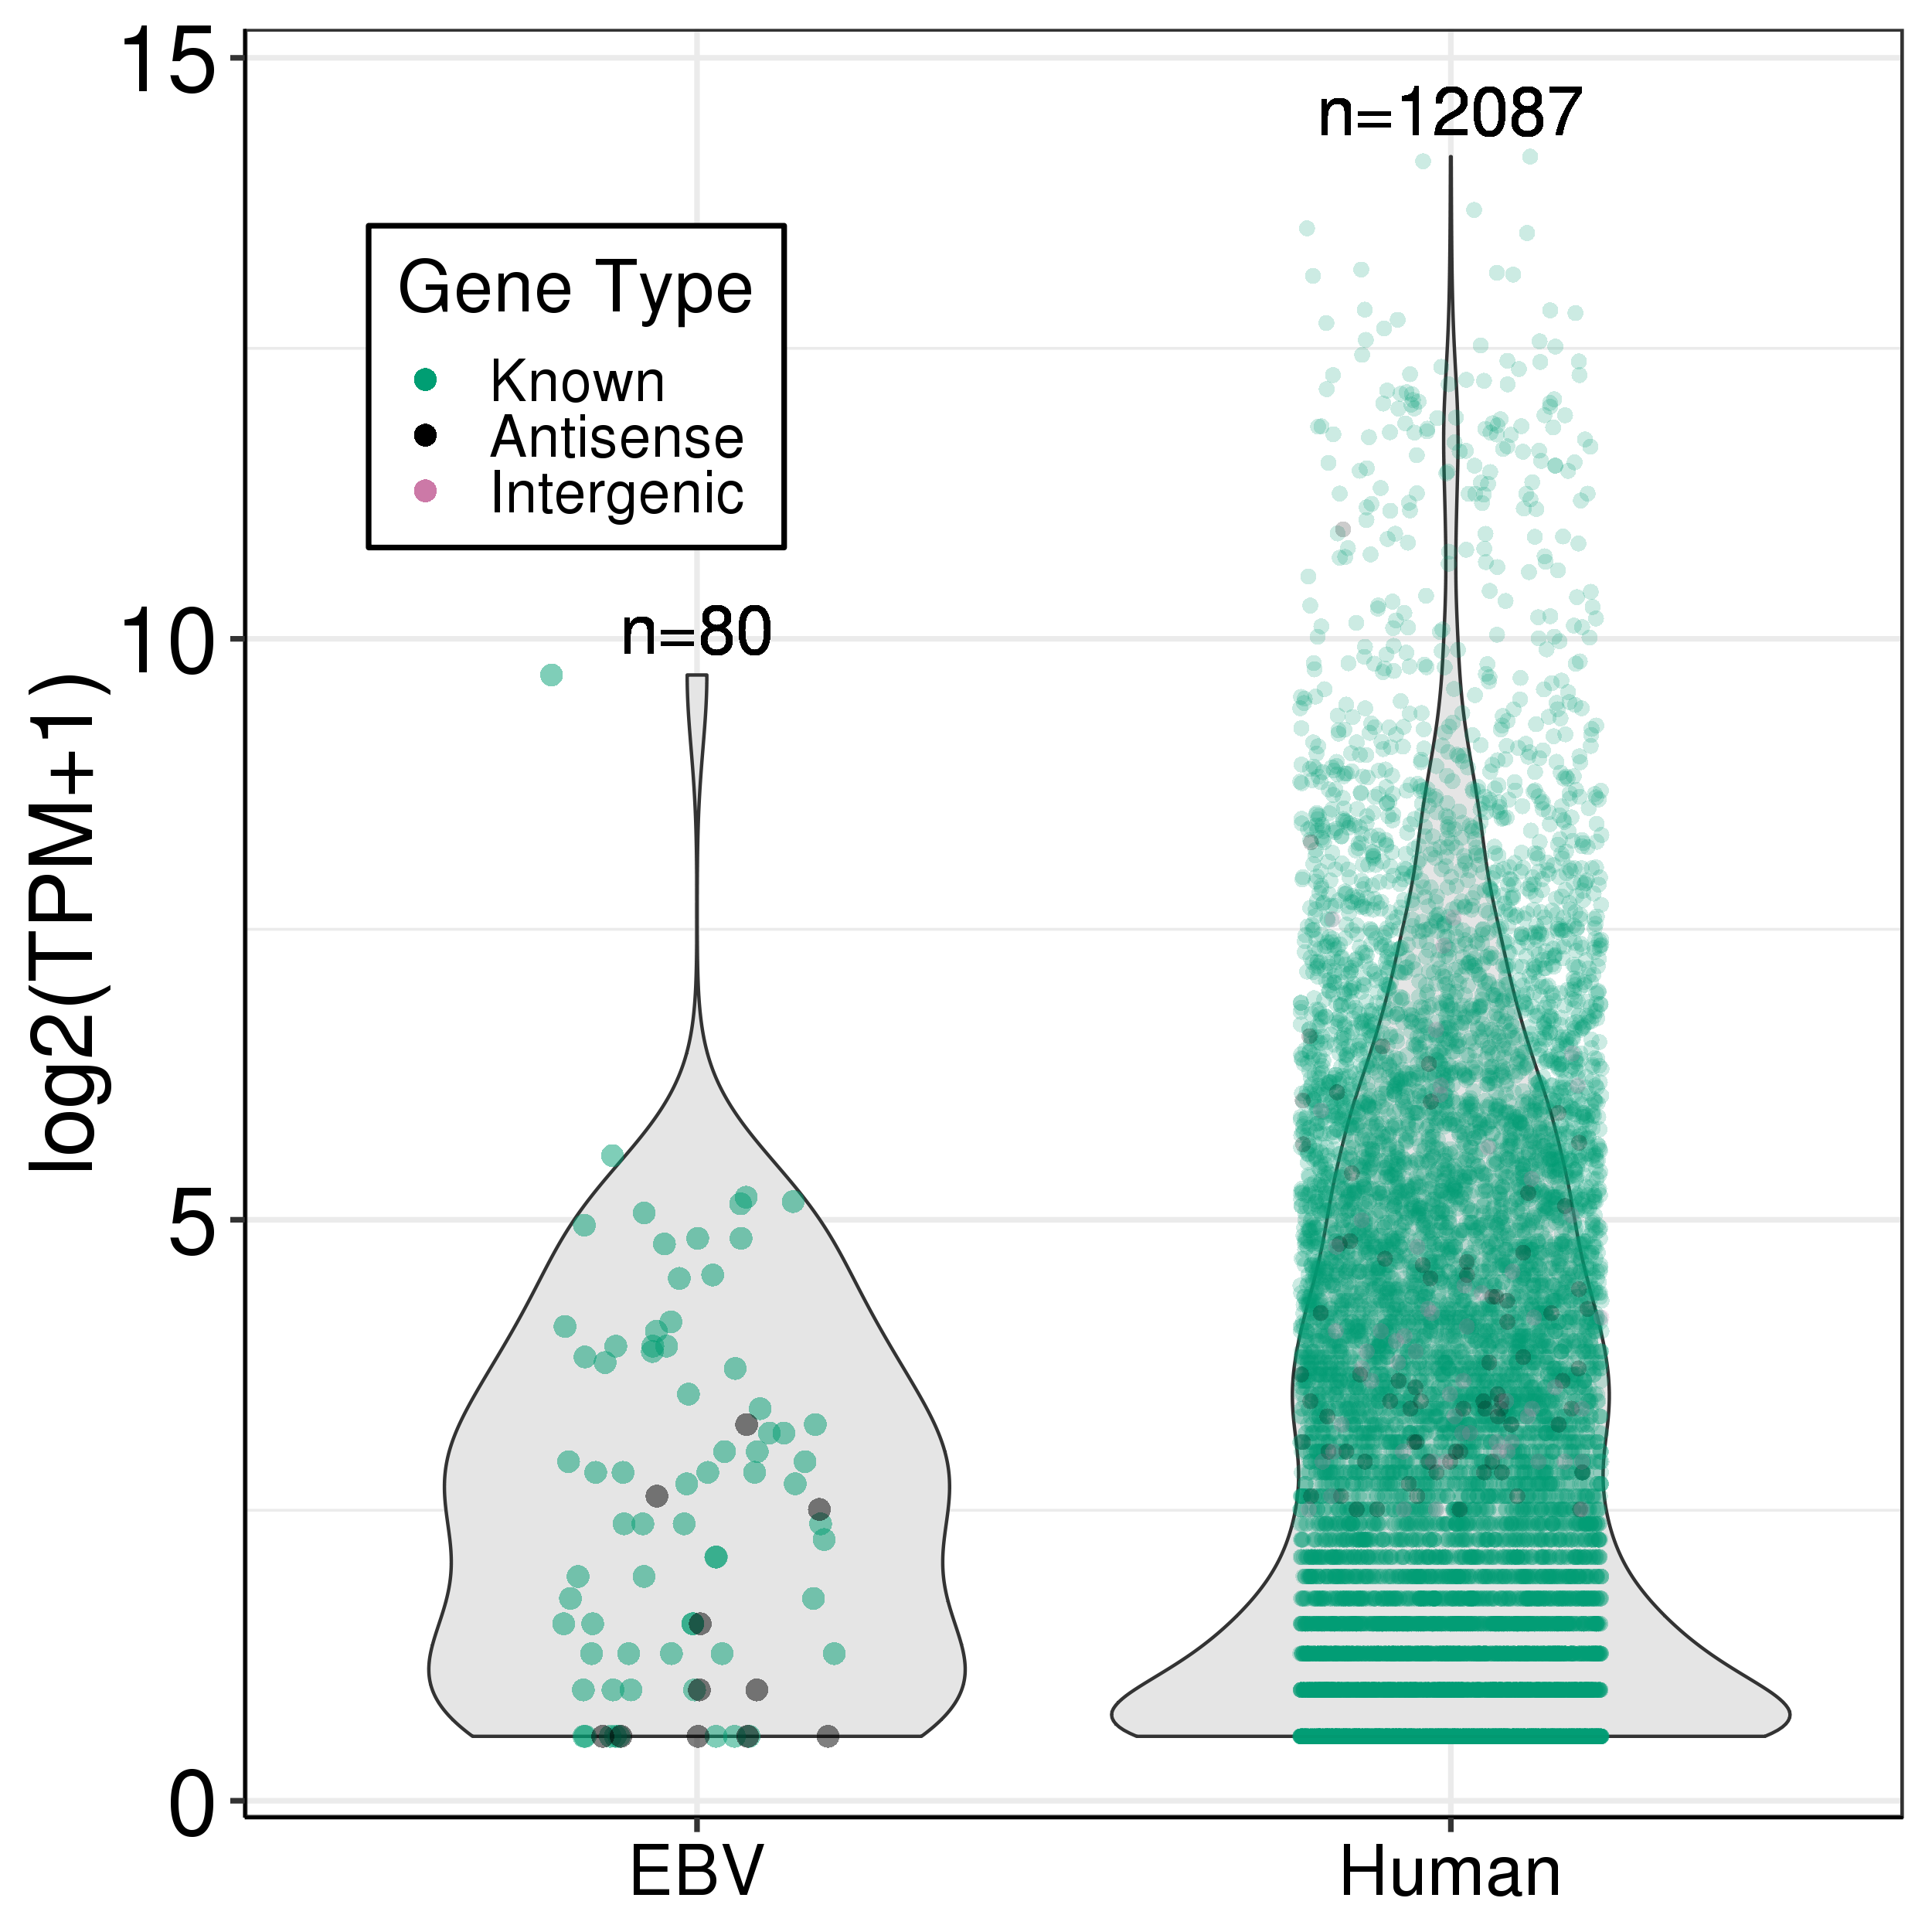 15
n=12087
Gene Type
Known
Antisense
Intergenic
10
n=80
log2(TPM+1)
5
0
EBV
Human